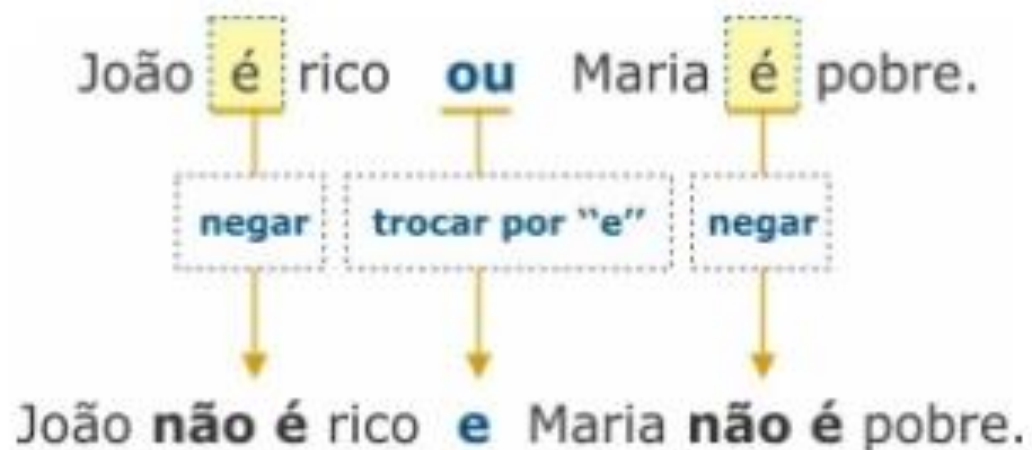 João é rico ou Maria é pobre.
negar trocar por “e” negar
João não é rico e Maria não é pobre.